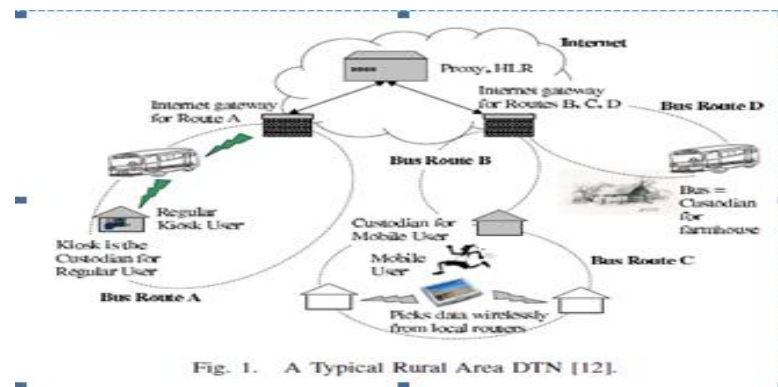 Internet
Proxy, HLR
Internet gateway
for Route A
Internet gateway
for Routes B, C, D
Bus Route D
Bus Route B
Regular
Kiosk User
Kiosk is the
Custodian for
Regular User
Bus Route A
Custodian for
Mobile User
Mobile
User
Bus =
Custodian
for
farmhouse
Bus Route C
Picks data wirelessly
from local routers
Fig. 1. A Typical Rural Area DTN [12].